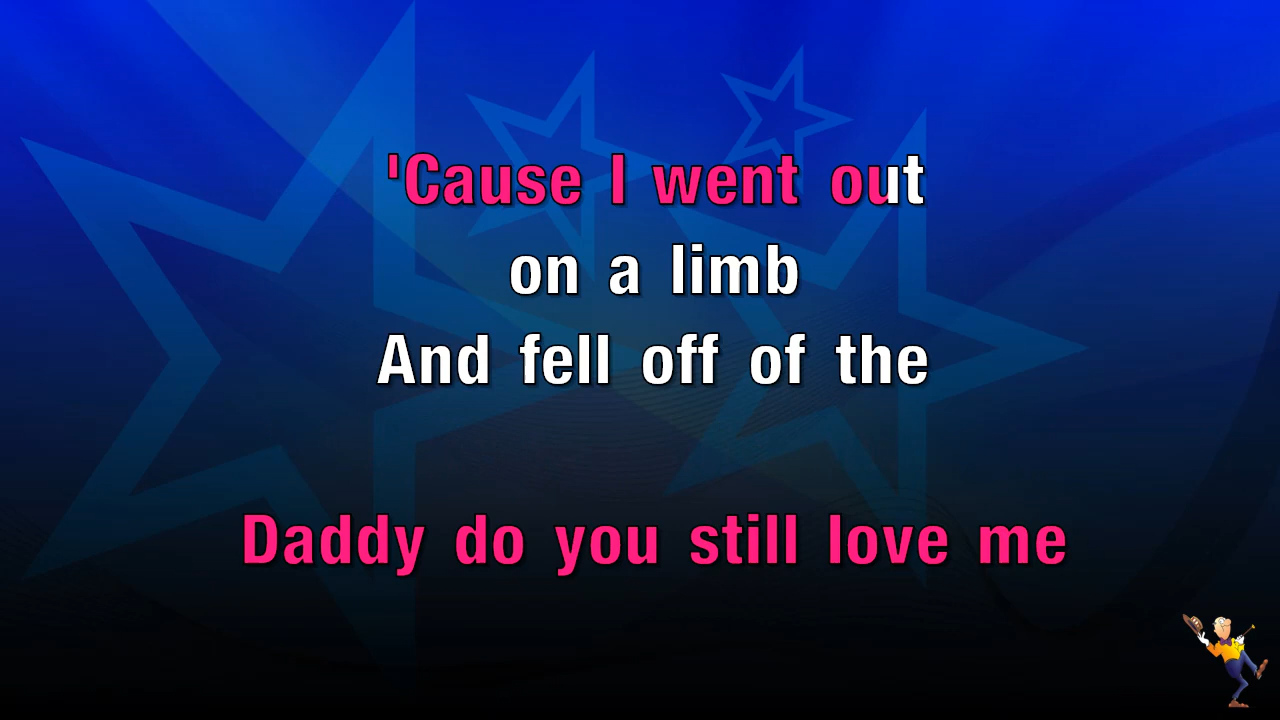 'Cause I went out
on a limb
And fell off of the
Daddy do you still love me